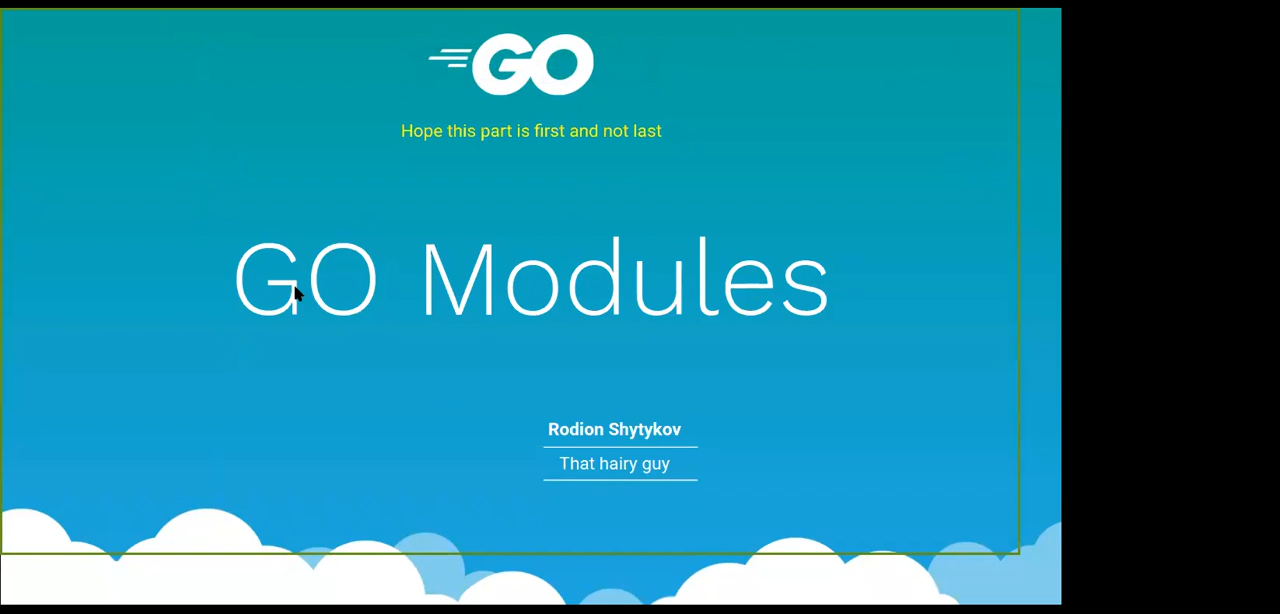 GO
Hope this part is first and not last
GO Modules
Rodion Shytykov
That hairy guy